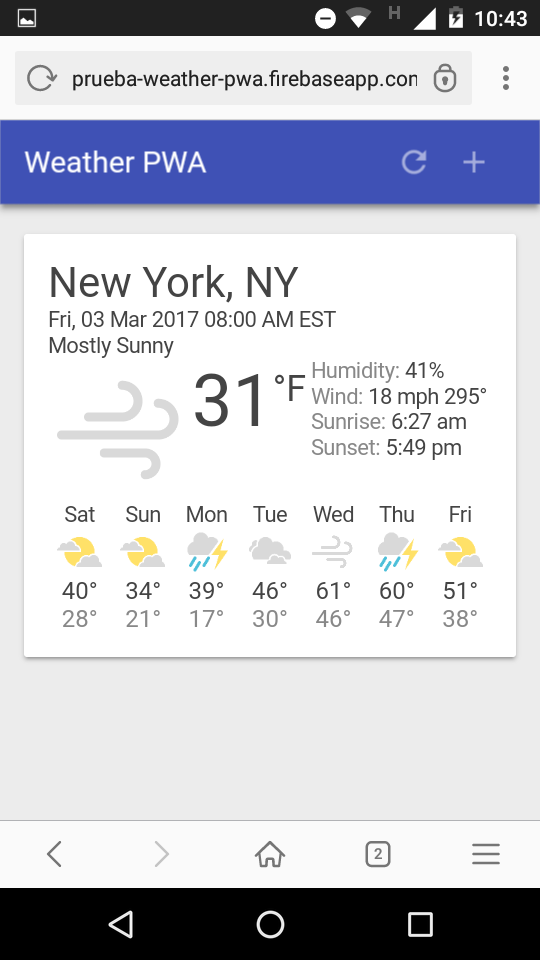 H
10:43
prueba-weather-pwa.firebaseapp.con
Weather PWA
New York, NY
Fri, 03 Mar 2017 08:00 AM EST
Mostly Sunny
31 °F
Humidity: 41%
Wind: 18 mph 295°
Sunrise: 6:27 am
Sunset: 5:49 pm
Sat Sun Mon Tue Wed Thu Fri
40° 34° 39° 46° 61° 60° 51°
28° 21° 17° 30° 46° 47° 38°
2